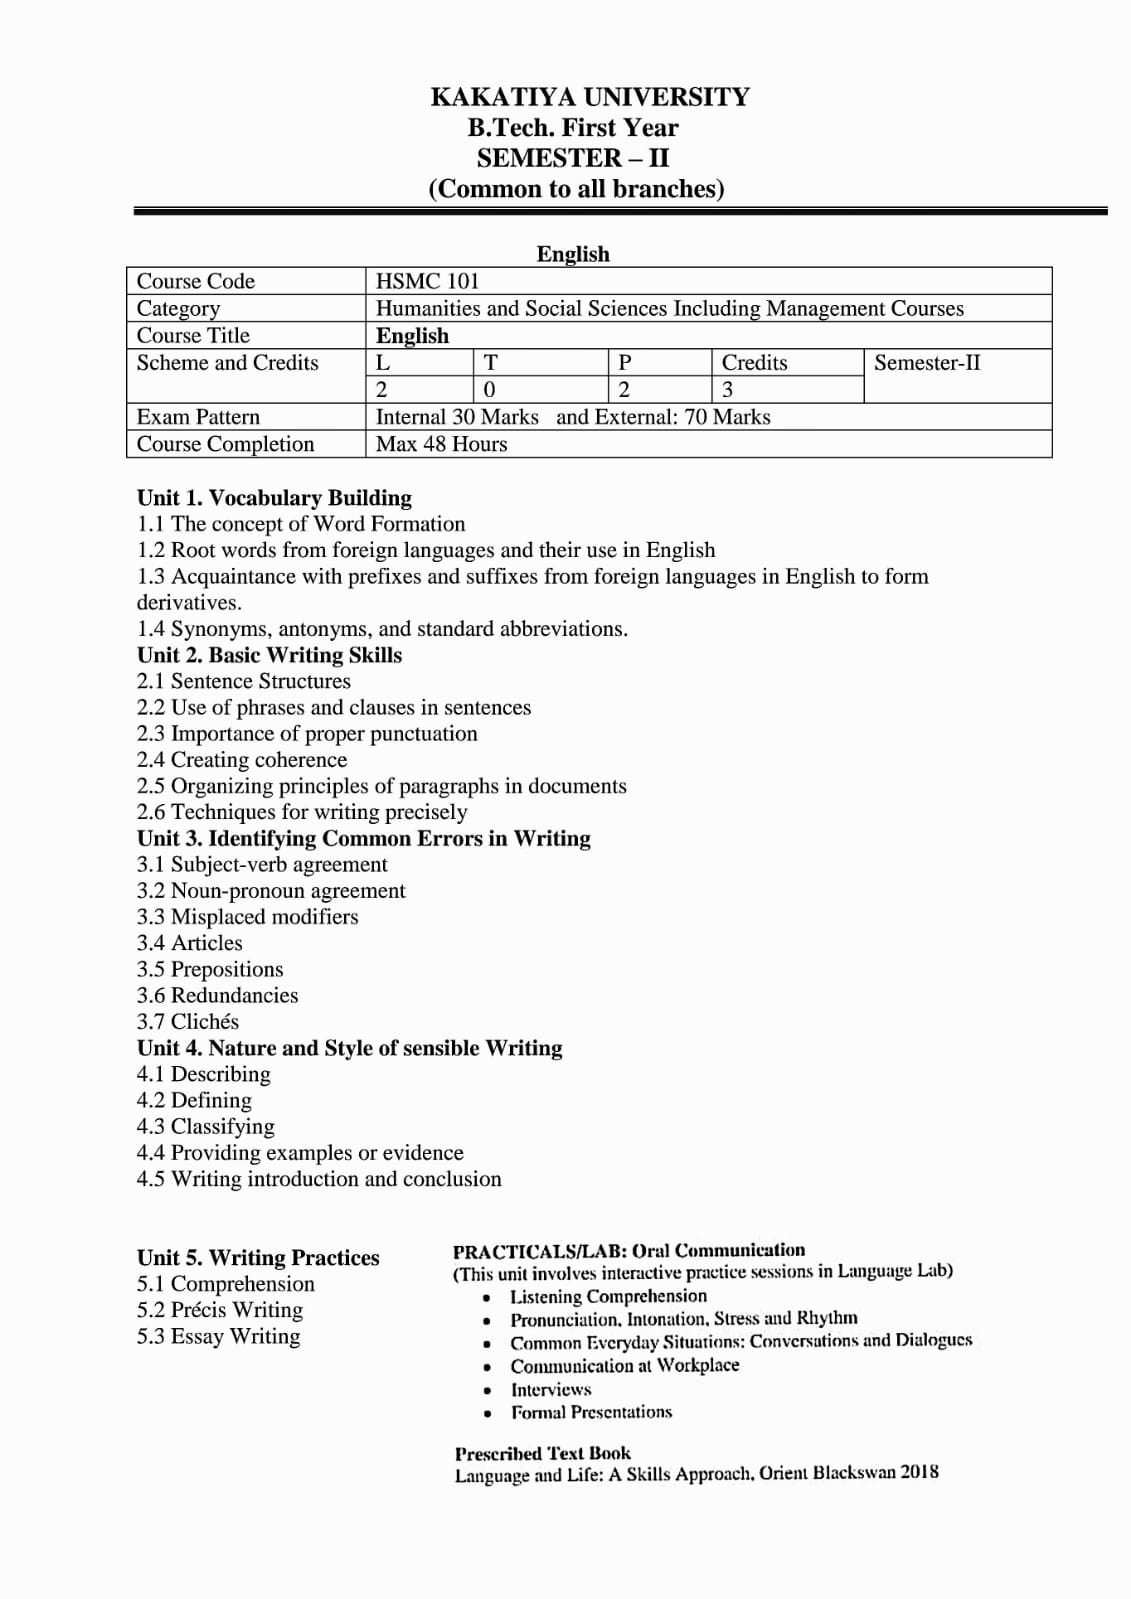 KAKATIYA UNIVERSITY
B.Tech. First Year
SEMESTER – II
(Common to all branches)
English
Course Code HSMC 101
Category Humanities and Social Sciences Including Management Courses
Course Title English
Scheme and Credits L T P Credits Semester-II
2 0 2 3
Exam Pattern Internal 30 Marks and External: 70 Marks
Course Completion Max 48 Hours
Unit 1. Vocabulary Building
1.1 The concept of Word Formation
1.2 Root words from foreign languages and their use in English
1.3 Acquaintance with prefixes and suffixes from foreign languages in English to form
derivatives.
1.4 Synonyms, antonyms, and standard abbreviations.
Unit 2. Basic Writing Skills
2.1 Sentence Structures
2.2 Use of phrases and clauses in sentences
2.3 Importance of proper punctuation
2.4 Creating coherence
2.5 Organizing principles of paragraphs in documents
2.6 Techniques for writing precisely
Unit 3. Identifying Common Errors in Writing
3.1 Subject-verb agreement
3.2 Noun-pronoun agreement
3.3 Misplaced modifiers
3.4 Articles
3.5 Prepositions
3.6 Redundancies
3.7 Clichés
Unit 4. Nature and Style of sensible Writing
4.1 Describing
4.2 Defining
4.3 Classifying
4.4 Providing examples or evidence
4.5 Writing introduction and conclusion
Unit 5. Writing Practices
5.1 Comprehension
5.2 Précis Writing
5.3 Essay Writing
PRACTICALS/LAB: Oral Communication
(This unit involves interactive practice sessions in Language Lab)
• Listening Comprehension
• Pronunciation, Intonation, Stress and Rhythm
• Common Everyday Situations: Conversations and Dialogues
• Communication at Workplace
• Interviews
• Formal Presentations
Prescribed Text Book
Language and Life: A Skills Approach, Orient Blackswan 2018